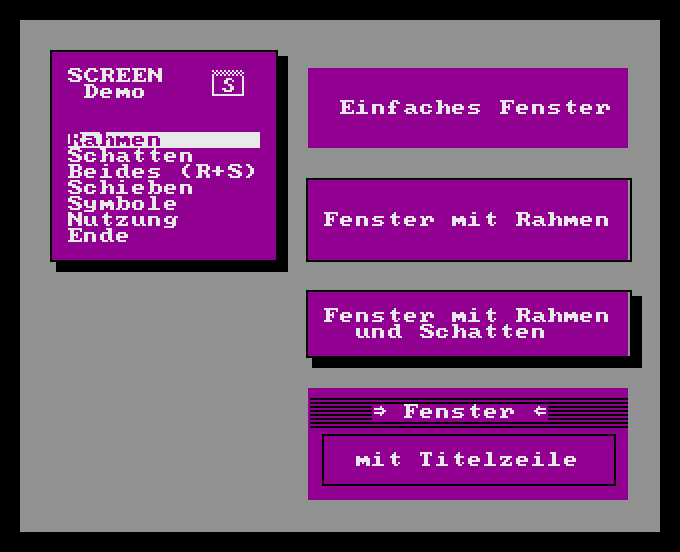 SCREEN
Demo
S
Rahmen
Schatten
Beides (R+S)
Schieben
Symbole
Nutzung
Ende
Einfaches Fenster
Fenster mit Rahmen
Fenster mit Rahmen
und Schatten
⇒ Fenster ⇐
mit Titelzeile